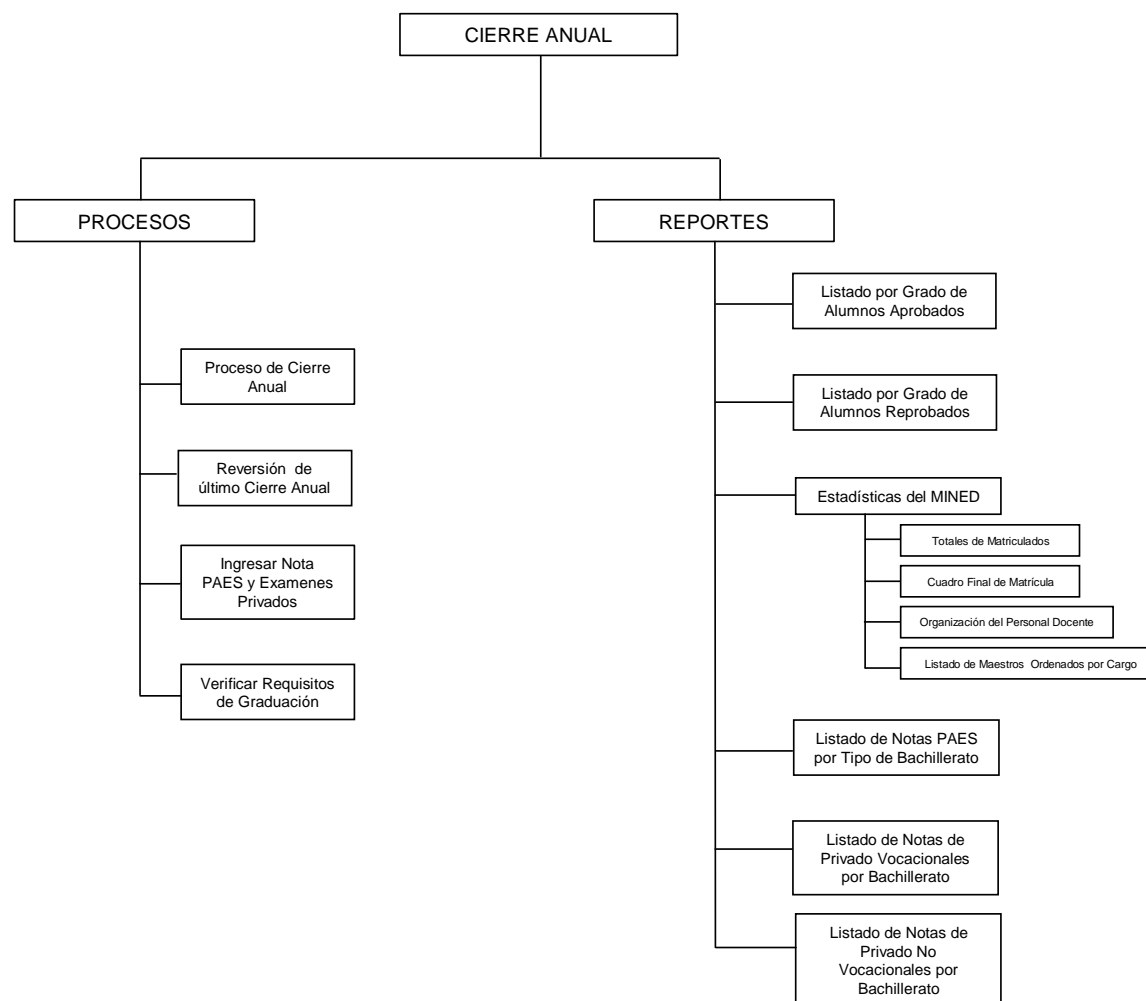 CIERRE ANUAL
PROCESOS
Proceso de Cierre
Anual
Reversión de
último Cierre Anual
Ingresar Nota
PAES y Examenes
Privados
Verificar Requisitos
de Graduación
REPORTES
Listado por Grado de
Alumnos Aprobados
Listado por Grado de
Alumnos Reprobados
Estadísticas del MINED
Totales de Matriculados
Cuadro Final de Matrícula
Organización del Personal Docente
Listado de Maestros Ordenados por Cargo
Listado de Notas PAES
por Tipo de Bachillerato
Listado de Notas de
Privado Vocacionales
por Bachillerato
Listado de Notas de
Privado No
Vocacionales por
Bachillerato